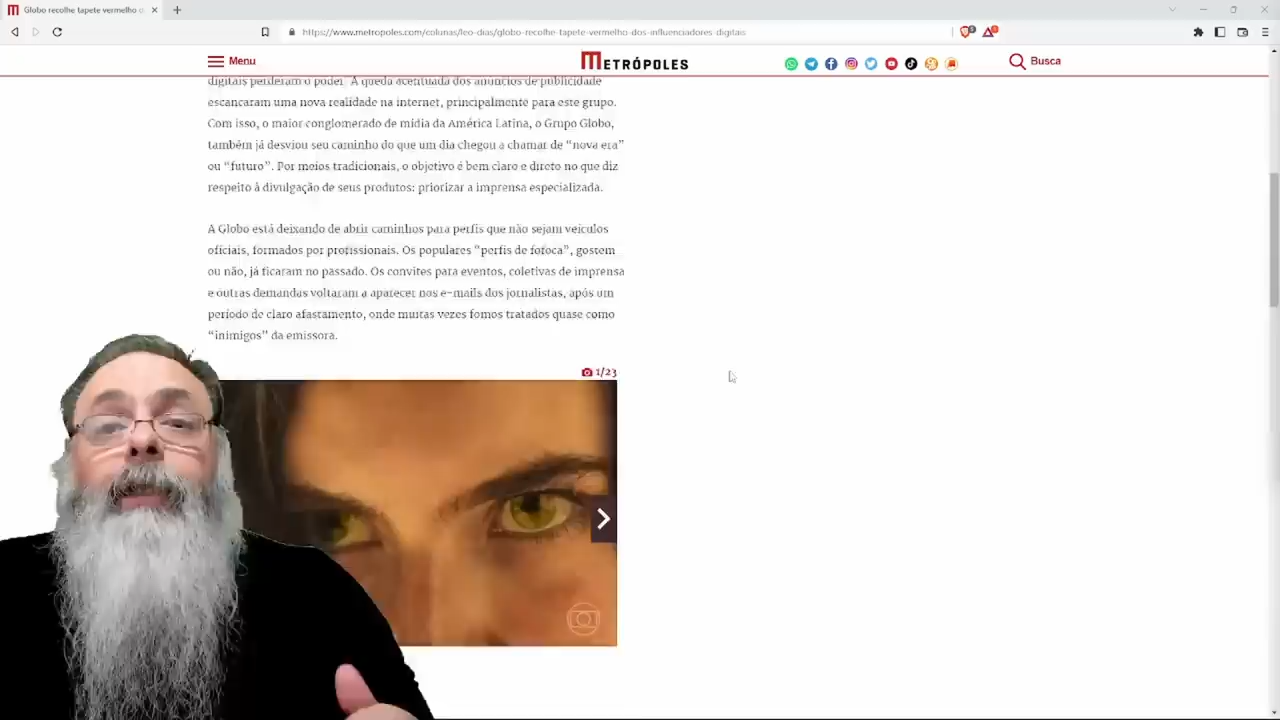 Globo recolhe tapete vermelho d
https://www.metropoles.com/colunas/leo-dias/globo-recolhe-tapete-vermelho-dos-influenciadores-digitais
Menu
METRÓPOLES
Busca
digitais perderam o poder. A queda acentuada dos anúncios de publicidade
escancaram uma nova realidade na internet, principalmente para este grupo.
Com isso, o maior conglomerado de mídia da América Latina, o Grupo Globo,
também já desviou seu caminho do que um dia chegou a chamar de “nova era”
ou “futuro”. Por meios tradicionais, o objetivo é bem claro e direto no que diz
respeito à divulgação de seus produtos: priorizar a imprensa especializada.
A Globo está deixando de abrir caminhos para perfis que não sejam veículos
oficiais, formados por profissionais. Os populares “perfis de fofoca”, gostem
ou não, já ficaram no passado. Os convites para eventos, coletivas de imprensa
e outras demandas voltaram a aparecer nos e-mails dos jornalistas, após um
período de claro afastamento, onde muitas vezes fomos tratados quase como
“inimigos” da emissora.
1/23